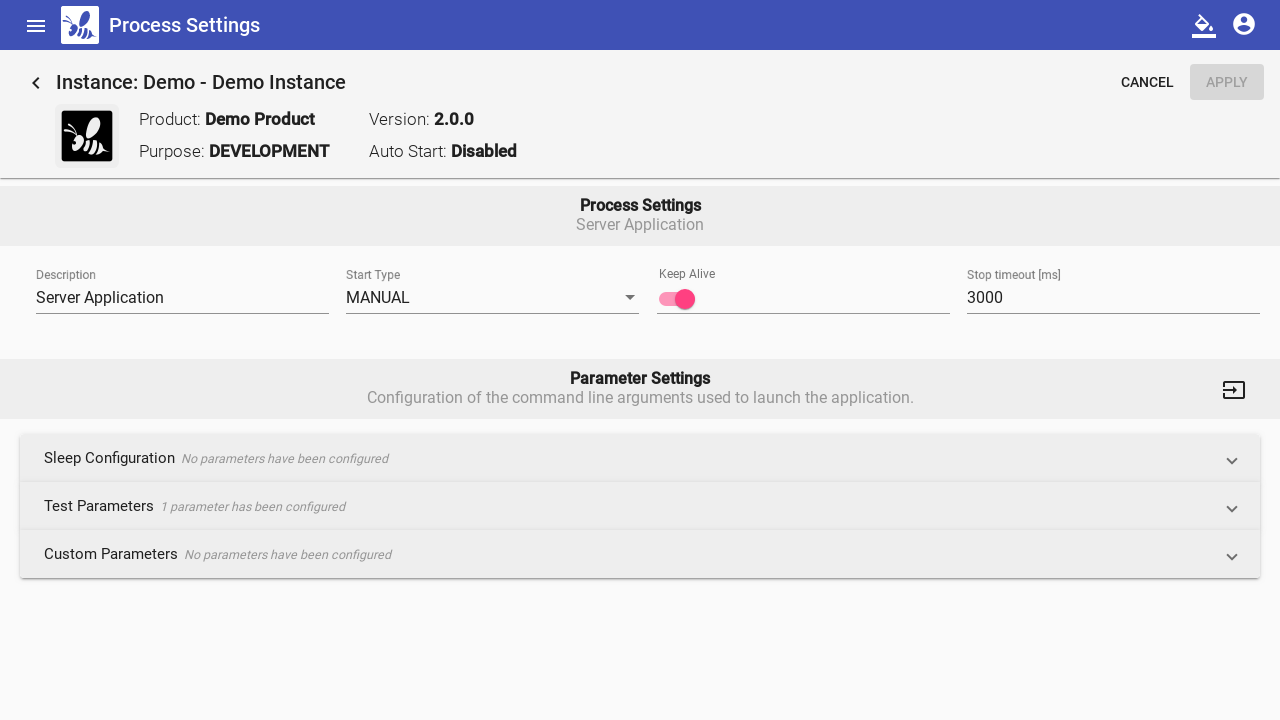 Process Settings
Instance: Demo - Demo Instance
CANCEL
APPLY
Product: Demo Product
Version: 2.0.0
Purpose: DEVELOPMENT
Auto Start: Disabled
Process Settings
Server Application
Description
Start Type
Keep Alive
Stop timeout [ms]
Server Application
MANUAL
3000
Parameter Settings
Configuration of the command line arguments used to launch the application.
Sleep Configuration No parameters have been configured
Test Parameters 1 parameter has been configured
Custom Parameters No parameters have been configured